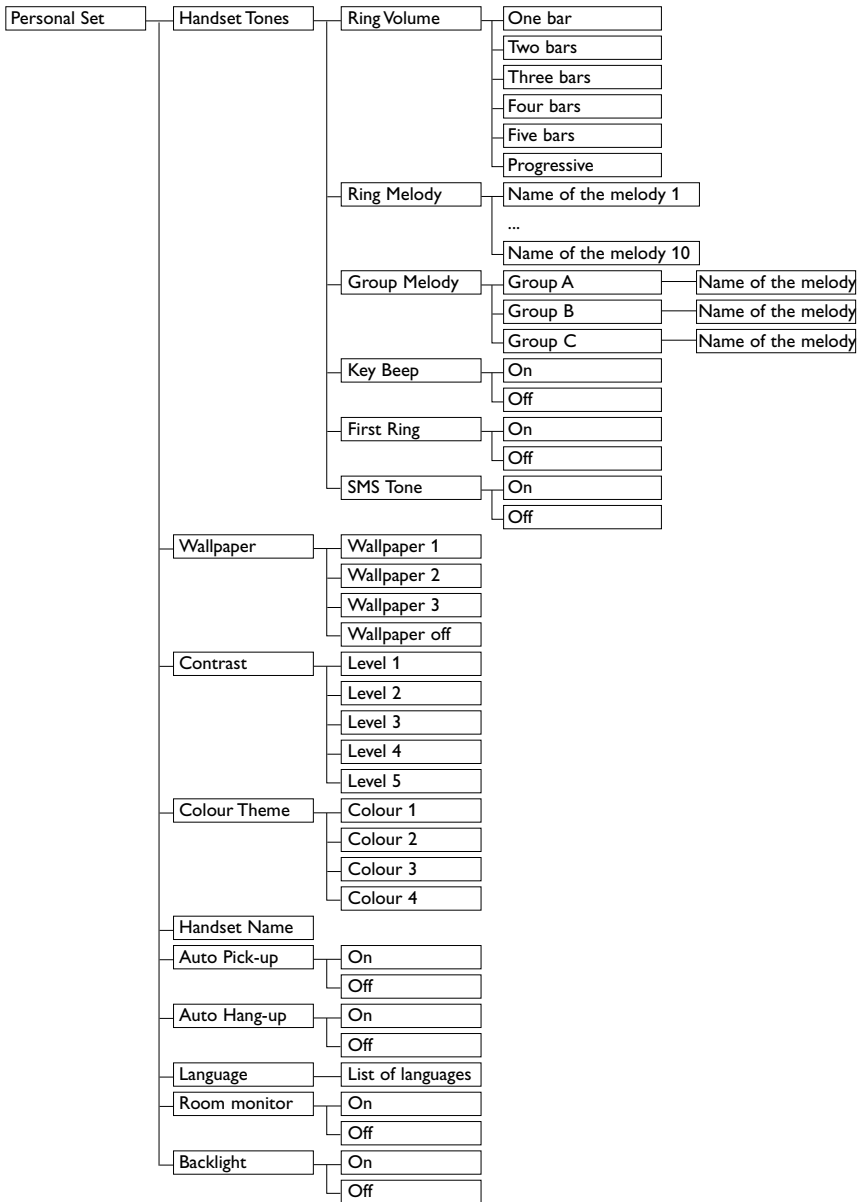 Personal Set Handset Tones Ring Volume One bar
Two bars
Three bars
Four bars
Five bars
Progressive
Ring Melody Name of the melody 1
...
Name of the melody 10
Group Melody Group A Name of the melody
Group B Name of the melody
Group C Name of the melody
Key Beep On
Off
First Ring On
Off
SMS Tone On
Off
Wallpaper Wallpaper 1
Wallpaper 2
Wallpaper 3
Wallpaper off
Contrast Level 1
Level 2
Level 3
Level 4
Level 5
Colour Theme Colour 1
Colour 2
Colour 3
Colour 4
Handset Name
Auto Pick-up On
Off
Auto Hang-up On
Off
Language List of languages
Room monitor On
Off
Backlight On
Off